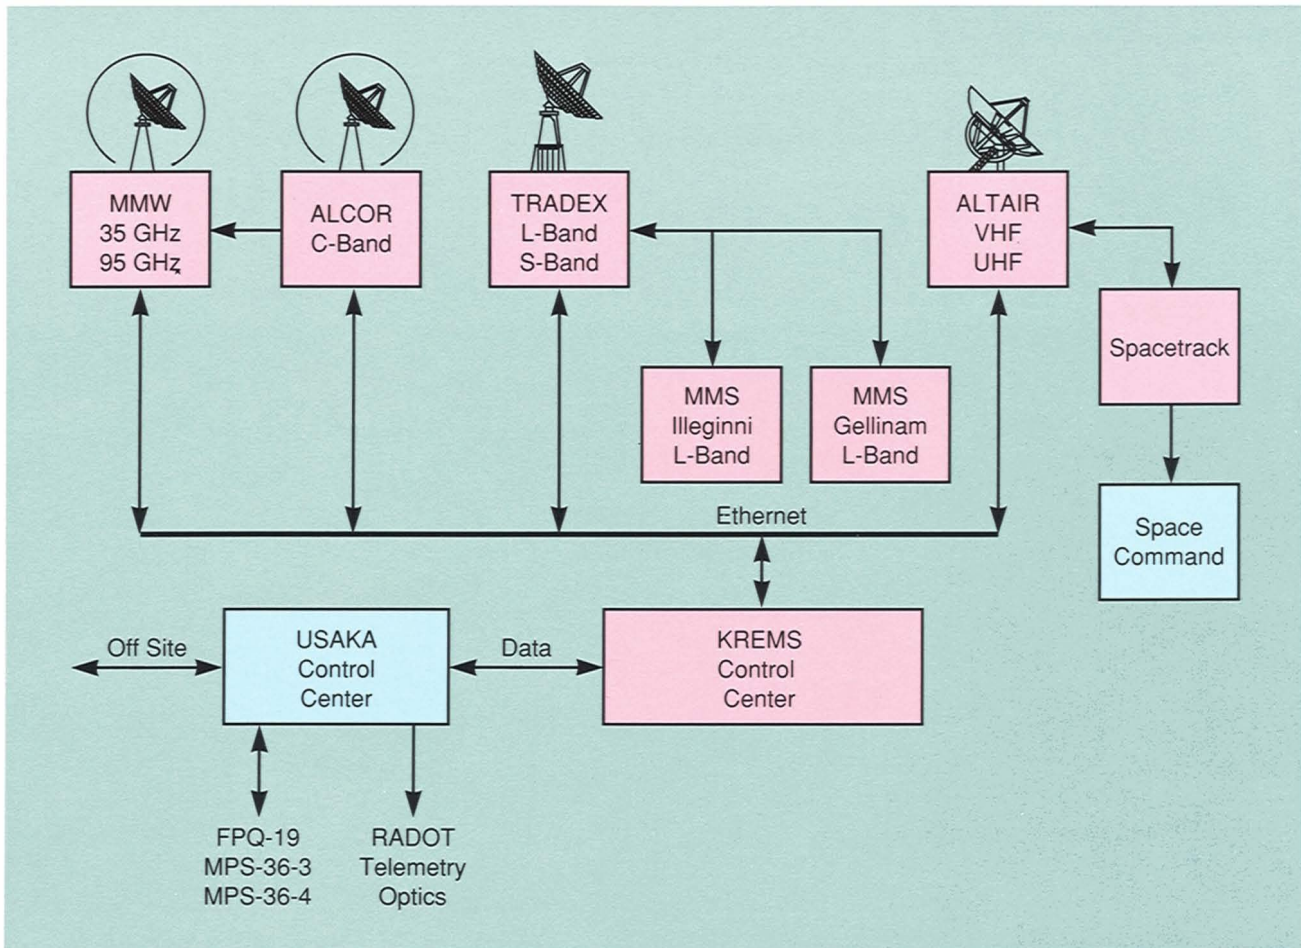 MMW
35 GHz
95 GHz
ALCOR
C-Band
TRADEX
L-Band
S-Band
ALTAIR
VHF
UHF
Spacetrack
MMS
Illeginni
L-Band
MMS
Gellinam
L-Band
Space
Command
Ethernet
Off Site
USAKA
Control
Center
Data
KREMS
Control
Center
FPQ-19
MPS-36-3
MPS-36-4
RADOT
Telemetry
Optics